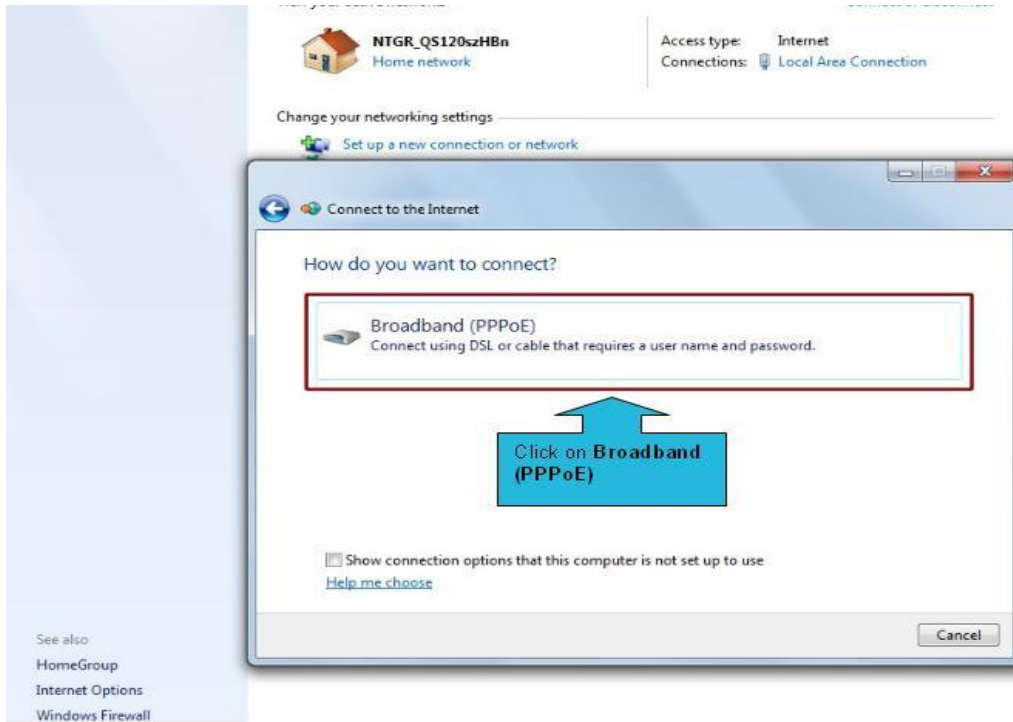 NTGR_QS120szHBn
Home network
Access type: Internet
Connections: Local Area Connection
Change your networking settings
Set up a new connection or network
Connect to the Internet
How do you want to connect?
Broadband (PPPoE)
Connect using DSL or cable that requires a user name and password.
Click on Broadband
(PPPoE)
Show connection options that this computer is not set up to use
Help me choose
Cancel
See also
HomeGroup
Internet Options
Windows Firewall